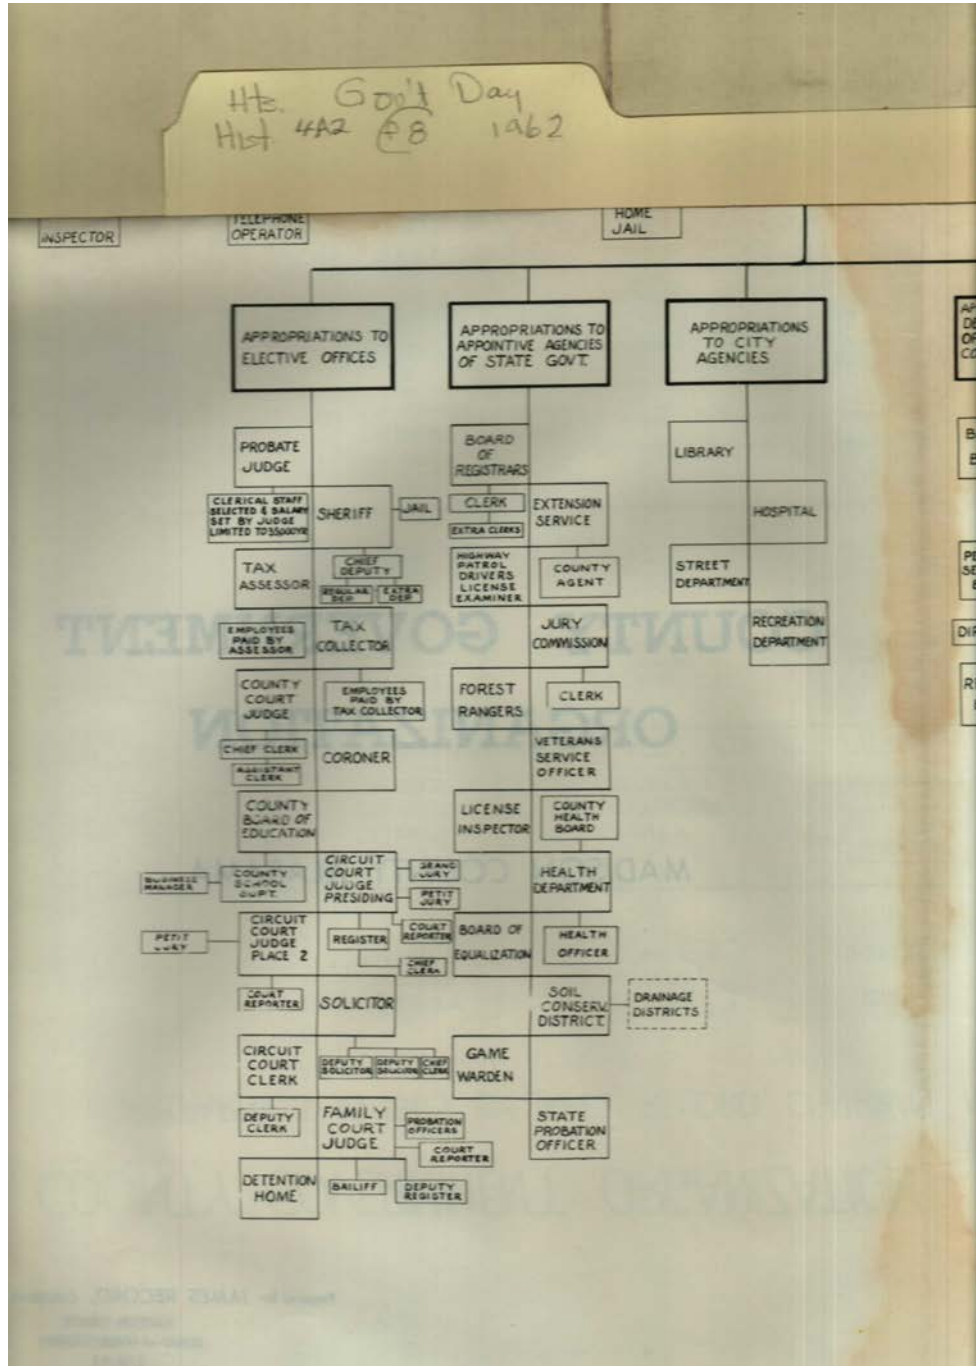 Hts. Gov't Day
Hist 4A2 P8 1962
INSPECTOR
TELEPHONE
OPERATOR
HOME
JAIL
APPROPRIATIONS TO
ELECTIVE OFFICES
PROBATE
JUDGE
CLERICAL STAFF
SELECTED & SALARY
SET BY JUDGE
SHERIFF
JAIL
TAX
ASSESSOR
CHIEF
DEPUTY
REGULAR
DEP.
EXTRA
DEP.
EMPLOYEES
PAID BY
ASSESSOR
TAX
COLLECTOR
COUNTY
COURT
JUDGE
EMPLOYEES
PAID BY
TAX COLLECTOR
CHIEF CLERK
ASSISTANT
CLERK
CORONER
COUNTY
BOARD OF
EDUCATION
BUSINESS
MANAGER
COUNTY
SCHOOL
SUPT.
CIRCUIT
COURT
JUDGE
PRESIDING
GRAND
JURY
PETIT
JURY
PETIT
JURY
CIRCUIT
COURT
JUDGE
PLACE 2
REGISTER
COURT
REPORTER
CHIEF
CLERK
COURT
REPORTER
SOLICITOR
CIRCUIT
COURT
CLERK
DEPUTY
SOLICITOR
DEPUTY
SOLICITOR
CHIEF
CLERK
DEPUTY
CLERK
FAMILY
COURT
JUDGE
PROBATION
OFFICERS
COURT
REPORTER
DETENTION
HOME
BAILIFF
DEPUTY
REGISTER
APPROPRIATIONS TO
APPOINTIVE AGENCIES
OF STATE GOVT.
BOARD
OF
REGISTRARS
CLERK
EXTRA CLERKS
EXTENSION
SERVICE
HIGHWAY
PATROL
DRIVERS
LICENSE
EXAMINER
COUNTY
AGENT
JURY
COMMISSION
FOREST
RANGERS
CLERK
VETERANS
SERVICE
OFFICER
LICENSE
INSPECTOR
COUNTY
HEALTH
BOARD
HEALTH
DEPARTMENT
BOARD OF
EQUALIZATION
HEALTH
OFFICER
SOIL
CONSERV.
DISTRICT.
DRAINAGE
DISTRICTS
GAME
WARDEN
STATE
PROBATION
OFFICER
APPROPRIATIONS
TO CITY
AGENCIES
LIBRARY
HOSPITAL
STREET
DEPARTMENT
RECREATION
DEPARTMENT